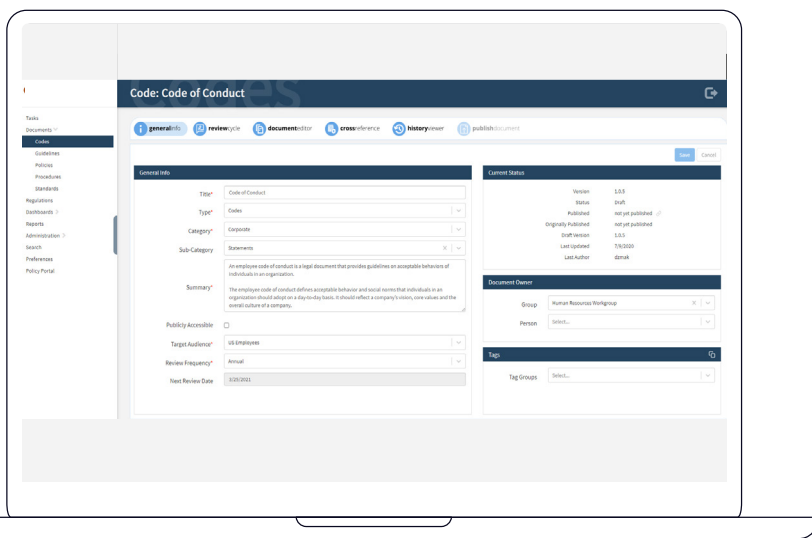 Codes
Code: Code of Conduct
Tasks
Documents
Codes
Guidelines
Policies
Procedures
Standards
Regulations
Dashboards
Reports
Administration
Search
Preferences
Policy Portal
generalinfo
reviewcycle
documenteditor
crossreference
historyviewer
publishdocument
Save Cancel
General Info
Title* Code of Conduct
Type* Codes
Category* Corporate
Sub-Category Statements
Summary*
An employee code of conduct is a legal document that provides guidelines on acceptable behaviors of
individuals in an organization.
The employee code of conduct defines acceptable behavior and social norms that individuals in an
organization should adopt on a day-to-day basis. It should reflect a company's vision, core values and the
overall culture of a company.
Publicly Accessible
Target Audience* US Employees
Review Frequency* Annual
Next Review Date 3/20/2021
Current Status
Version 1.0.5
Status Draft
Published not yet published
Originally Published not yet published
Draft Version 1.0.5
Last Updated 7/9/2020
Last Author dzmak
Document Owner
Group Human Resources Workgroup
Person Select...
Tags
Tag Groups Select...